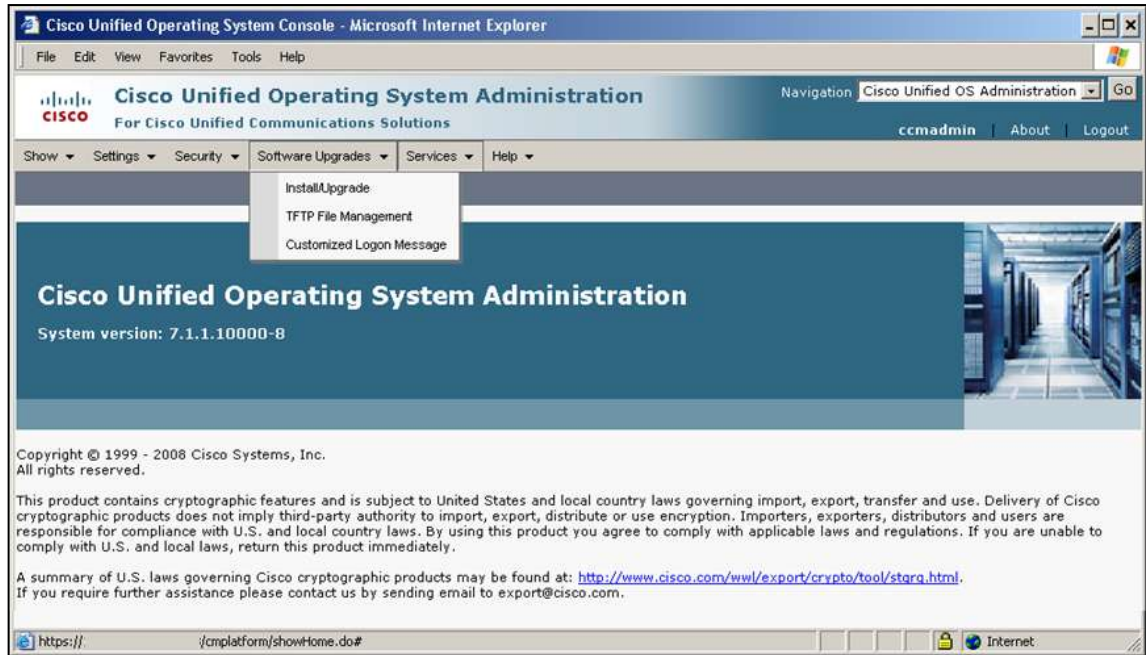 Cisco Unified Operating System Console - Microsoft Internet Explorer
File Edit View Favorites Tools Help
CISCO
Cisco Unified Operating System Administration
For Cisco Unified Communications Solutions
Navigation Cisco Unified OS Administration Go
ccmadmin | About | Logout
Show Settings Security Software Upgrades Services Help
Install/Upgrade
TFTP File Management
Customized Logon Message
Cisco Unified Operating System Administration
System version: 7.1.1.10000-8
Copyright © 1999 - 2008 Cisco Systems, Inc.
All rights reserved.
This product contains cryptographic features and is subject to United States and local country laws governing import, export, transfer and use. Delivery of Cisco
cryptographic products does not imply third-party authority to import, export, distribute or use encryption. Importers, exporters, distributors and users are
responsible for compliance with U.S. and local country laws. By using this product you agree to comply with applicable laws and regulations. If you are unable to
comply with U.S. and local laws, return this product immediately.
A summary of U.S. laws governing Cisco cryptographic products may be found at: http://www.cisco.com/wwl/export/crypto/tool/stqrg.html.
If you require further assistance please contact us by sending email to export@cisco.com.
https:// /cmplatform/showHome.do# Internet